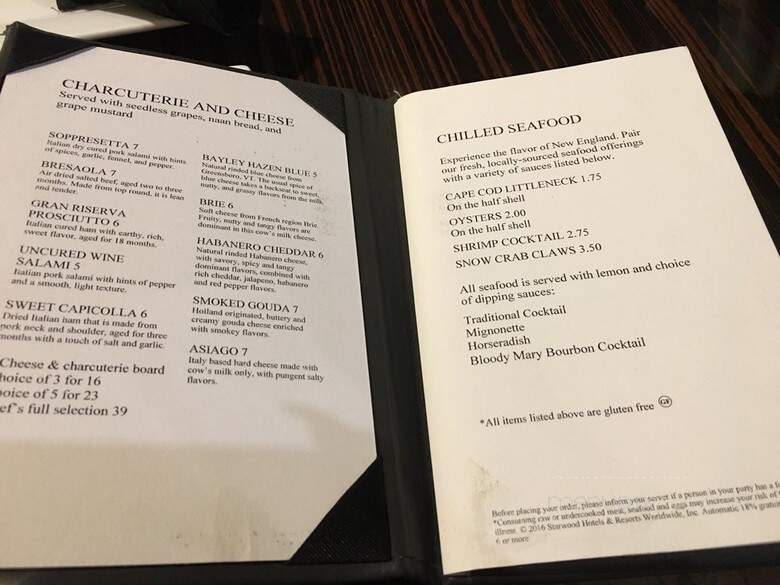 CHARCUTERIE AND CHEESE
Served with seedless grapes, naan bread, and
grape mustard
SOPPRESETTA 7
Italian dry cured pork salami with hints
of spices, garlic, fennel, and pepper.
BRESAOLA 7
Air dried salted beef, aged two to three
months. Made from top round, it is lean
and tender.
GRAN RISERVA
PROSCIUTTO 6
Italian cured ham with earthy, rich,
sweet flavor, aged for 18 months.
UNCURED WINE
SALAMI 5
Italian pork salami with hints of pepper
and a smooth, light texture.
SWEET CAPICOLLA 6
Dried Italian ham that is made from
pork neck and shoulder, aged for three
months with a touch of salt and garlic.
Cheese & charcuterie board
hoice of 3 for 16
oice of 5 for 23
ef's full selection 39
BAYLEY HAZEN BLUE 5
Natural rinded blue cheese from
Greensboro, VT. The usual spice of
blue cheese takes a backseat to sweet,
nutty, and grassy flavors from the milk.
BRIE 6
Soft cheese from French region Brie.
Fruity, nutty and tangy flavors are
dominant in this cow's milk cheese.
HABANERO CHEDDAR 6
Natural rinded Habanero cheese,
with savory, spicy and tangy
dominant flavors, combined with
rich cheddar, jalapeno, habanero
and red pepper flavors.
SMOKED GOUDA 7
Holland originated, buttery and
creamy gouda cheese enriched
with smokey flavors.
ASIAGO 7
Italy based hard cheese made with
cow's milk only, with pungent salty
flavors.
CHILLED SEAFOOD
Experience the flavor of New England. Pair
our fresh, locally-sourced seafood offerings
with a variety of sauces listed below.
CAPE COD LITTLENECK 1.75
On the half shell
OYSTERS 2.00
On the half shell
SHRIMP COCKTAIL 2.75
SNOW CRAB CLAWS 3.50
All seafood is served with lemon and choice
of dipping sauces:
Traditional Cocktail
Mignonette
Horseradish
Bloody Mary Bourbon Cocktail
*All items listed above are gluten free GF
Before placing your order, please inform your server if a person in your party has a f
*Consuming raw or undercooked meat, seafood and eggs may increase your risk of
illness. © 2016 Starwood Hotels & Resorts Worldwide, Inc. Automatic 18% gratui
6 or more